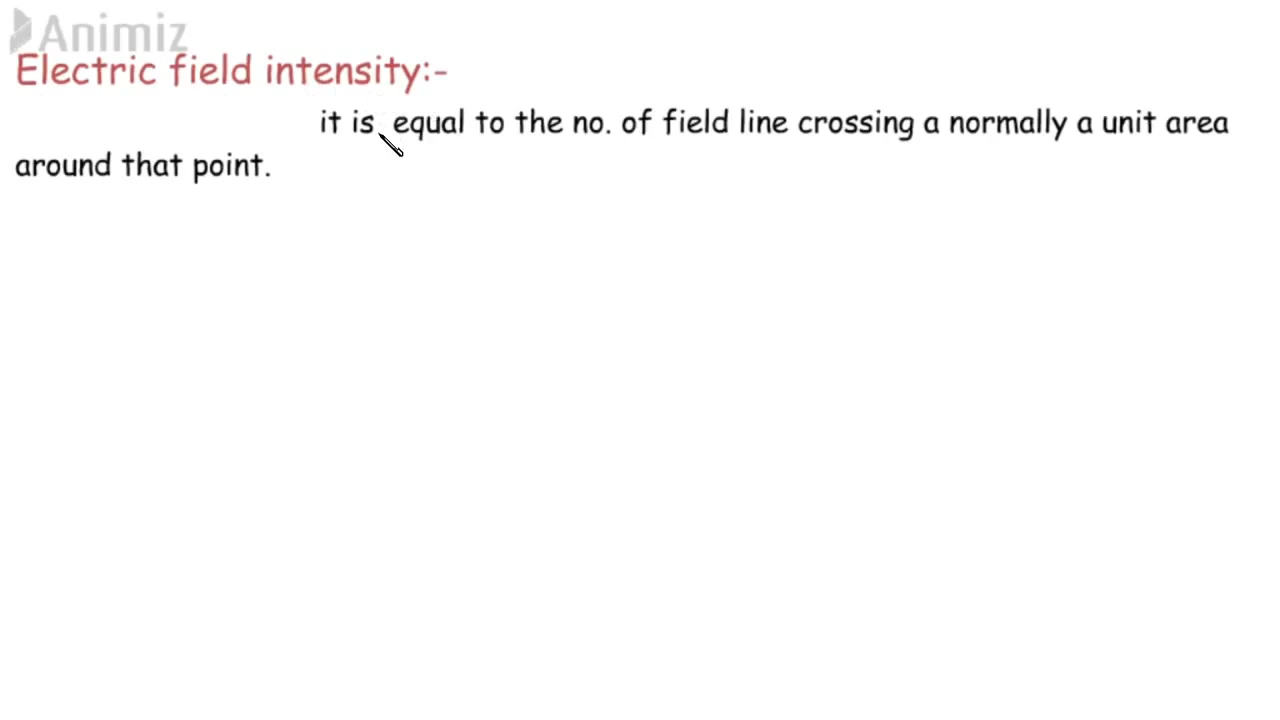 Animiz
Electric field intensity:-
it is equal to the no. of field line crossing a normally a unit area
around that point.